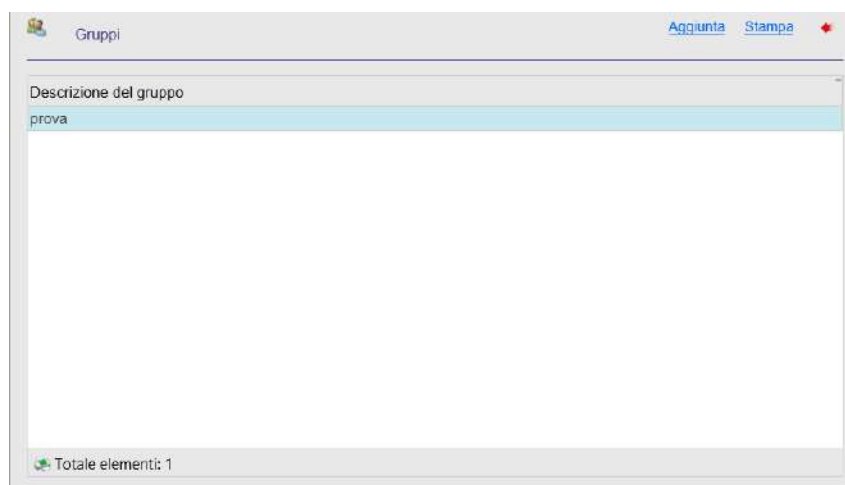 Gruppi Aggiunta Stampa
Descrizione del gruppo
prova
Totale elementi: 1